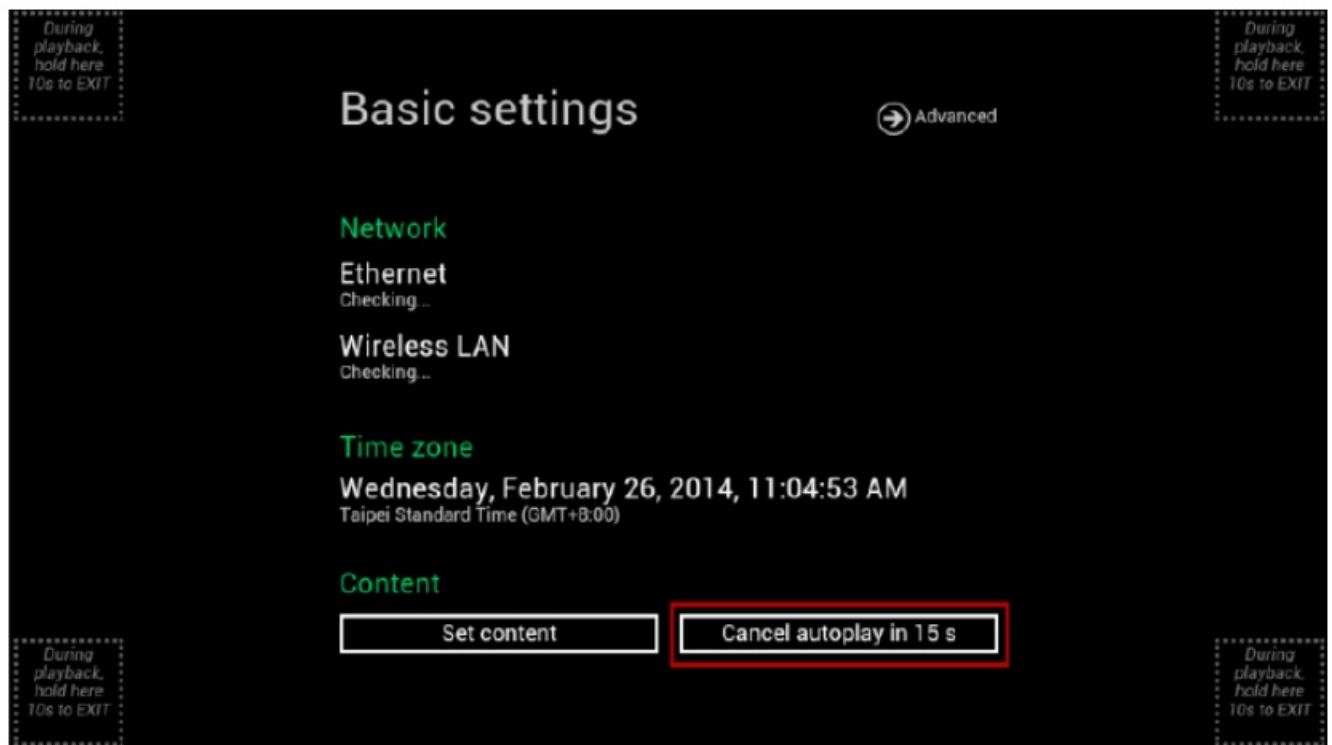 During
playback,
hold here
10s to EXIT
During
playback,
hold here
10s to EXIT
Basic settings
Advanced
Network
Ethernet
Checking...
Wireless LAN
Checking...
Time zone
Wednesday, February 26, 2014, 11:04:53 AM
Taipei Standard Time (GMT+8:00)
Content
Set content
Cancel autoplay in 15 s
During
playback,
hold here
10s to EXIT
During
playback,
hold here
10s to EXIT